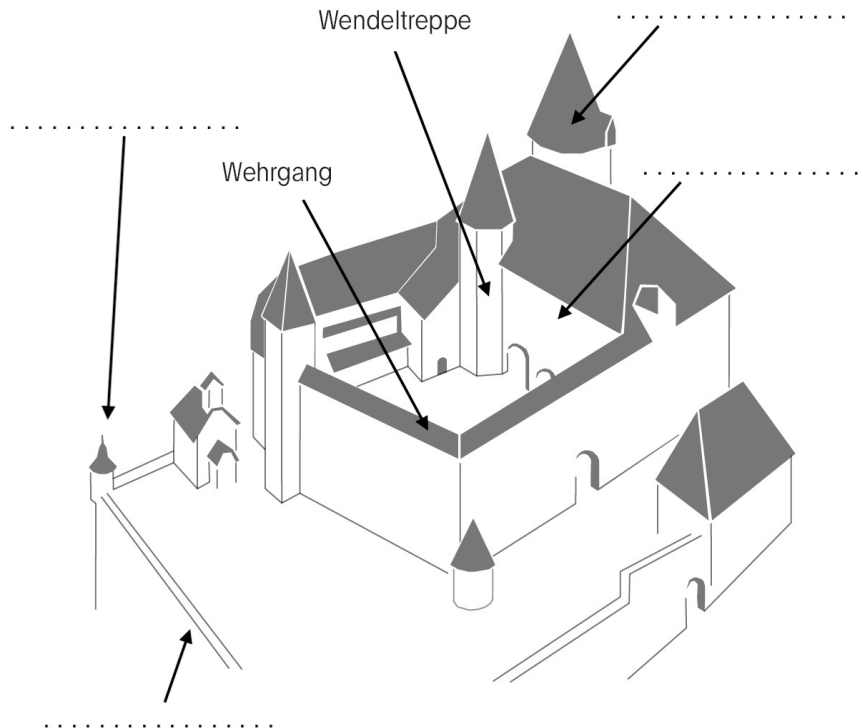 Wendeltreppe
. . . . . . . . . . . . . . . . .
. . . . . . . . . . . . . . . . .
Wehrgang
. . . . . . . . . . . . . . . .
. . . . . . . . . . . . . . . . .